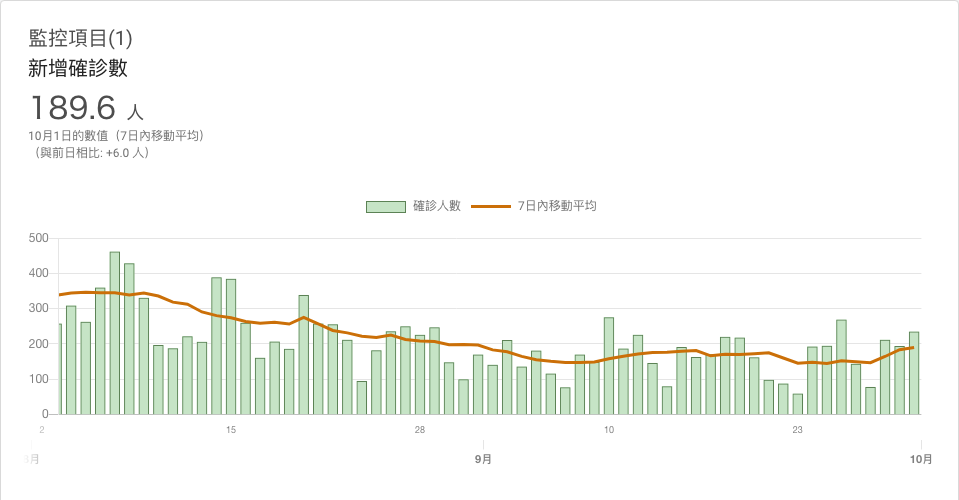 監控項目(1)
新增確診數
189.6 人
10月1日的數值（7日內移動平均）
（與前日相比: +6.0 人）
確診人數 7日內移動平均
500
400
300
200
100
0
2 15 28 10 23
月 9月 10月